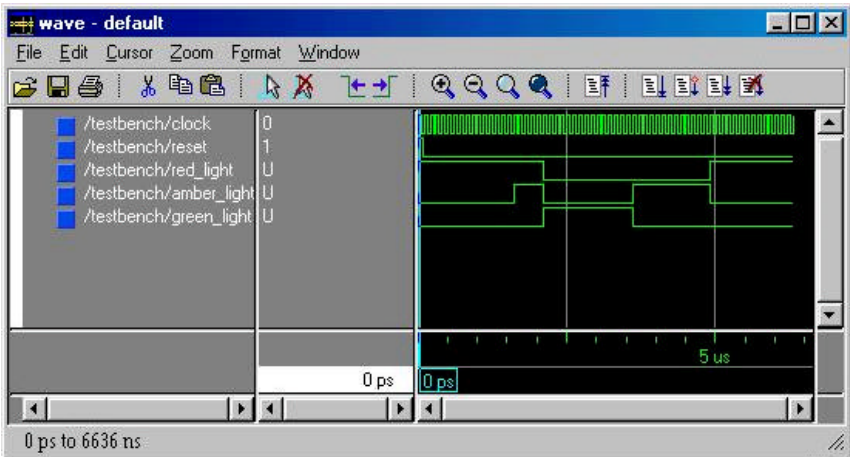 wave - default
File Edit Cursor Zoom Format Window
/testbench/clock 0
/testbench/reset 1
/testbench/red_light U
/testbench/amber_light U
/testbench/green_light U
5 us
0 ps 0 ps
0 ps to 6636 ns